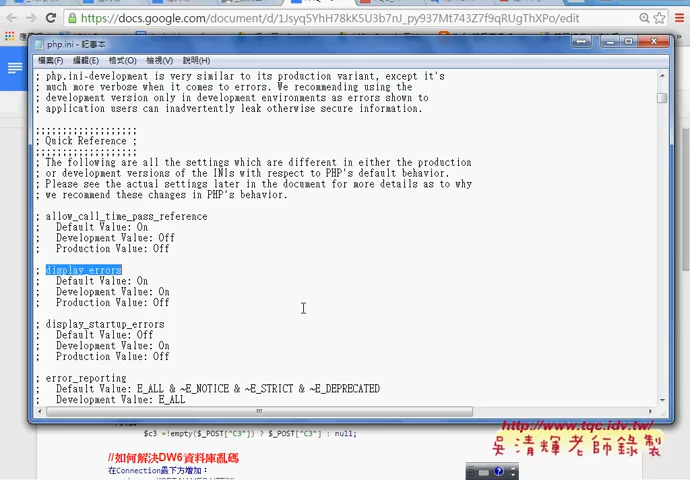 https://docs.google.com/document/d/1Jsyq5YhH78kK5U3b7nJ_py937Mt743Z7f9qRUgThXPo/edit
php.ini - 記事本
檔案(F) 編輯(E) 格式(O) 檢視(V) 說明(H)
; php.ini-development is very similar to its production variant, except it's
; much more verbose when it comes to errors. We recommending using the
; development version only in development environments as errors shown to
; application users can inadvertently leak otherwise secure information.
;;;;;;;;;;;;;;;;;;;
; Quick Reference ;
;;;;;;;;;;;;;;;;;;;
; The following are all the settings which are different in either the production
; or development versions of the INIs with respect to PHP's default behavior.
; Please see the actual settings later in the document for more details as to why
; we recommend these changes in PHP's behavior.
; allow_call_time_pass_reference
;   Default Value: On
;   Development Value: Off
;   Production Value: Off
; display_errors
;   Default Value: On
;   Development Value: On
;   Production Value: Off
; display_startup_errors
;   Default Value: Off
;   Development Value: On
;   Production Value: Off
; error_reporting
;   Default Value: E_ALL & ~E_NOTICE & ~E_STRICT & ~E_DEPRECATED
;   Development Value: E_ALL
http://www.tqc.idv.tw/
$c3 =!empty($_POST["C3"]) ? $_POST["C3"] : null;
吳清輝老師錄製
//如何解決DW6資料庫亂碼
在Connection最下方增加：